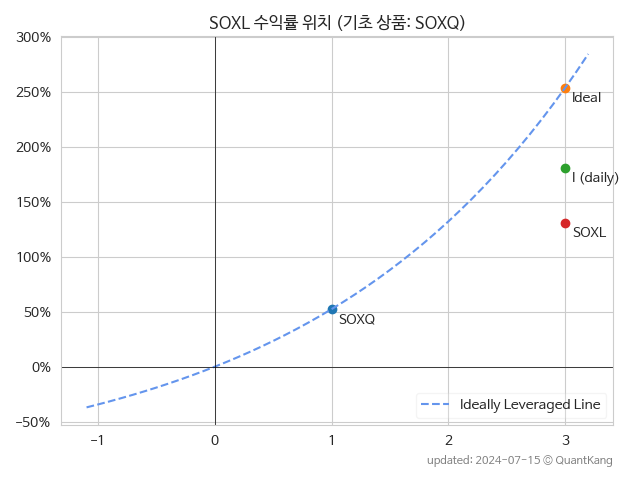 SOXL 수익률 위치 (기초 상품: SOXQ)
300%
250%
200%
150%
100%
50%
0%
−50%
Ideal
I (daily)
SOXL
SOXQ
Ideally Leveraged Line
−1 0 1 2 3
updated: 2024-07-15 © QuantKang